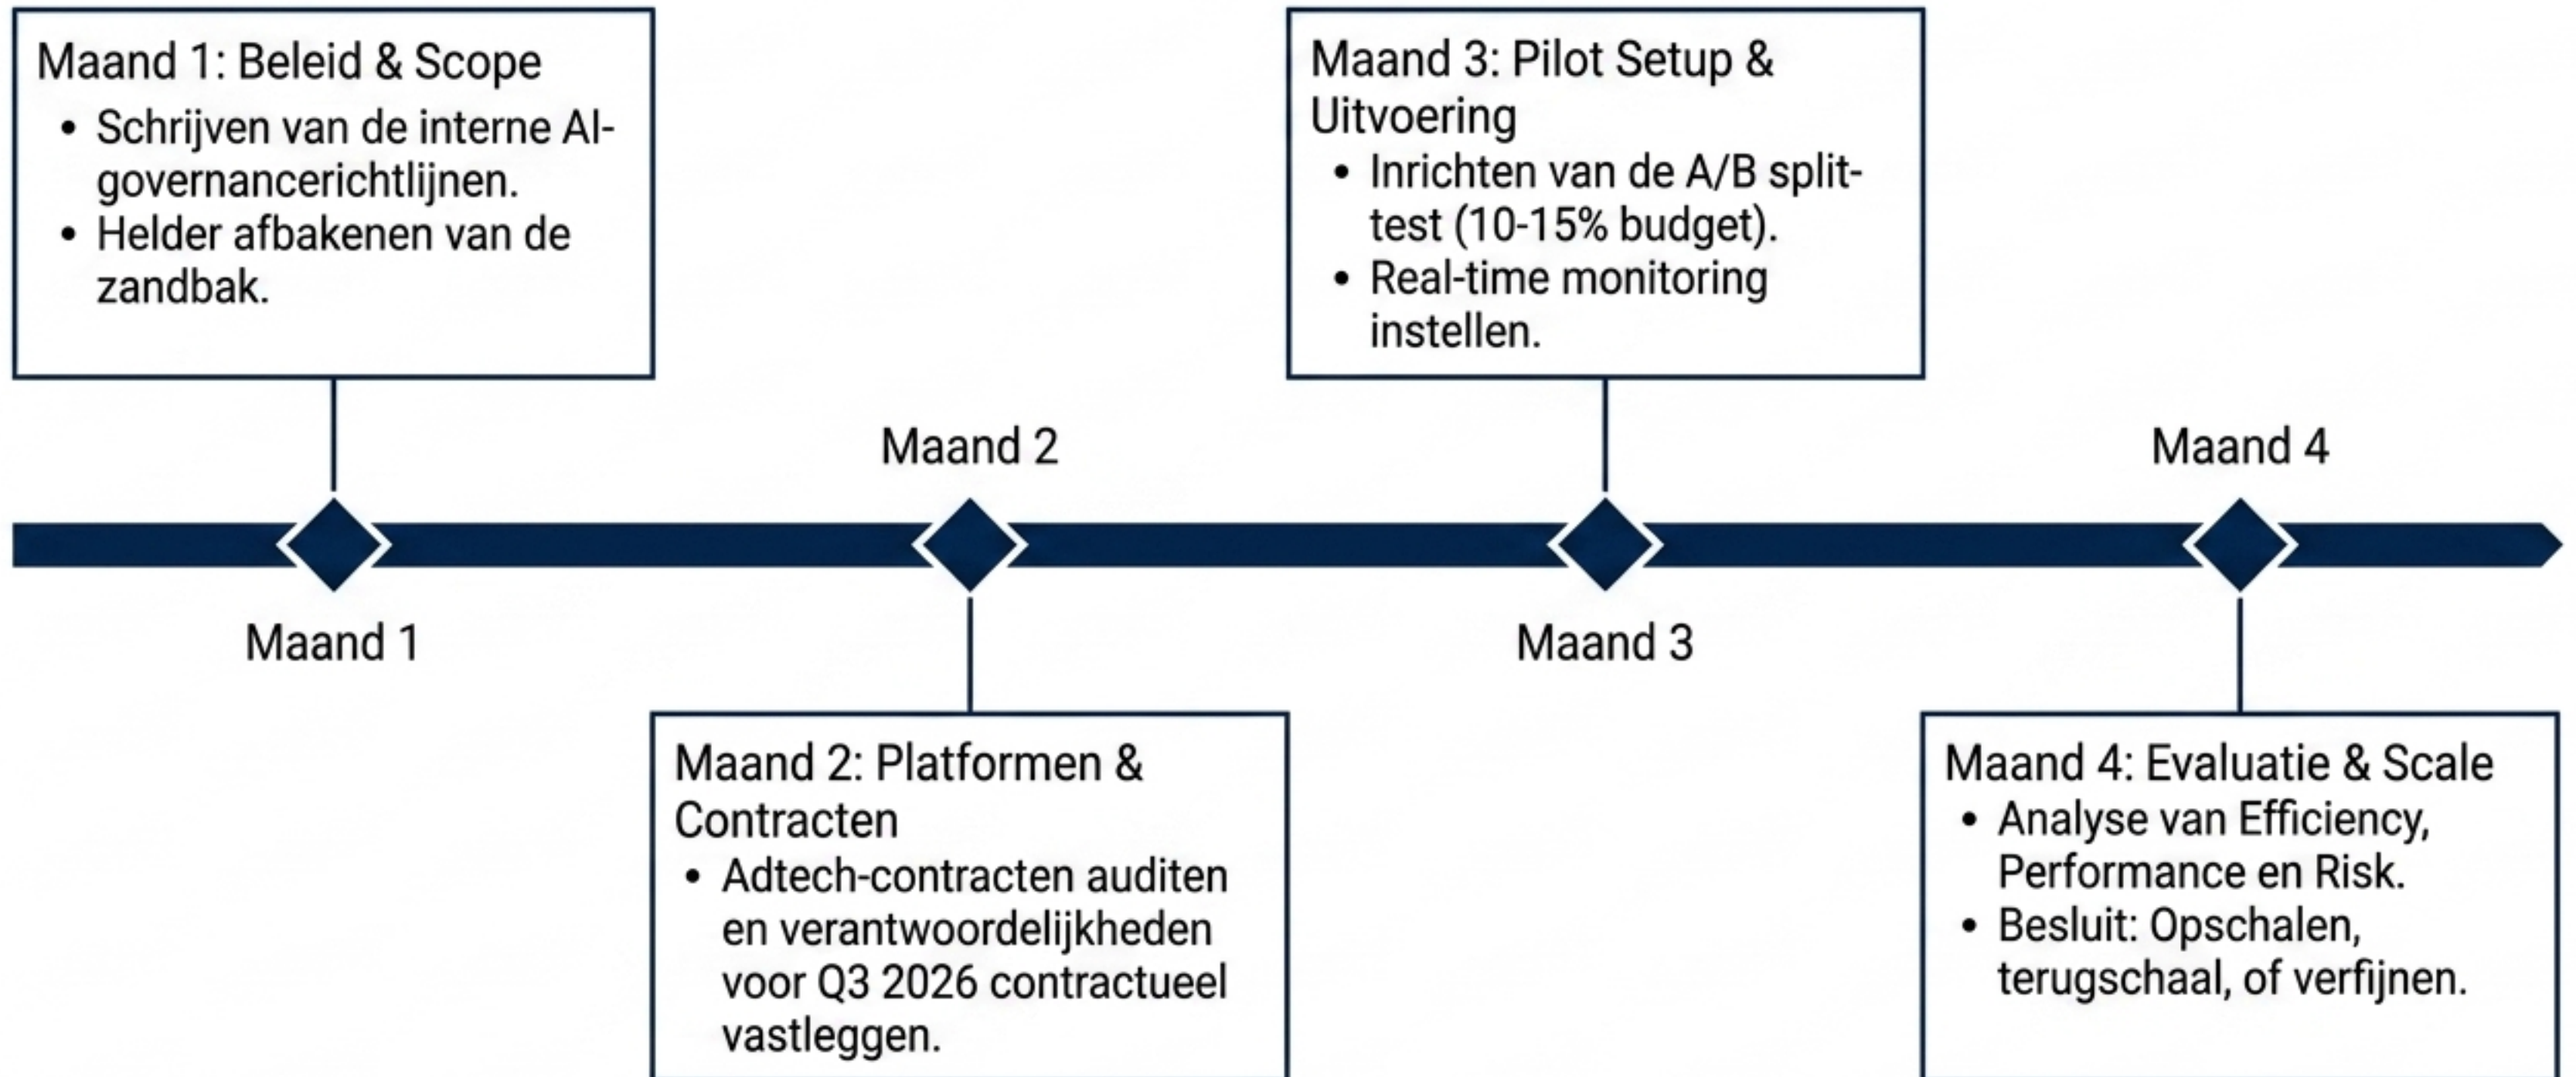 Maand 1: Beleid & Scope
• Schrijven van de interne AI-
governancerichtlijnen.
• Helder afbakenen van de
zandbak.
Maand 3: Pilot Setup &
Uitvoering
• Inrichten van de A/B split-
test (10-15% budget).
• Real-time monitoring
instellen.
Maand 2
Maand 4
Maand 1
Maand 3
Maand 2: Platformen &
Contracten
• Adtech-contracten auditen
en verantwoordelijkheden
voor Q3 2026 contractueel
vastleggen.
Maand 4: Evaluatie & Scale
• Analyse van Efficiency,
Performance en Risk.
• Besluit: Opschalen,
terugschaal, of verfijnen.